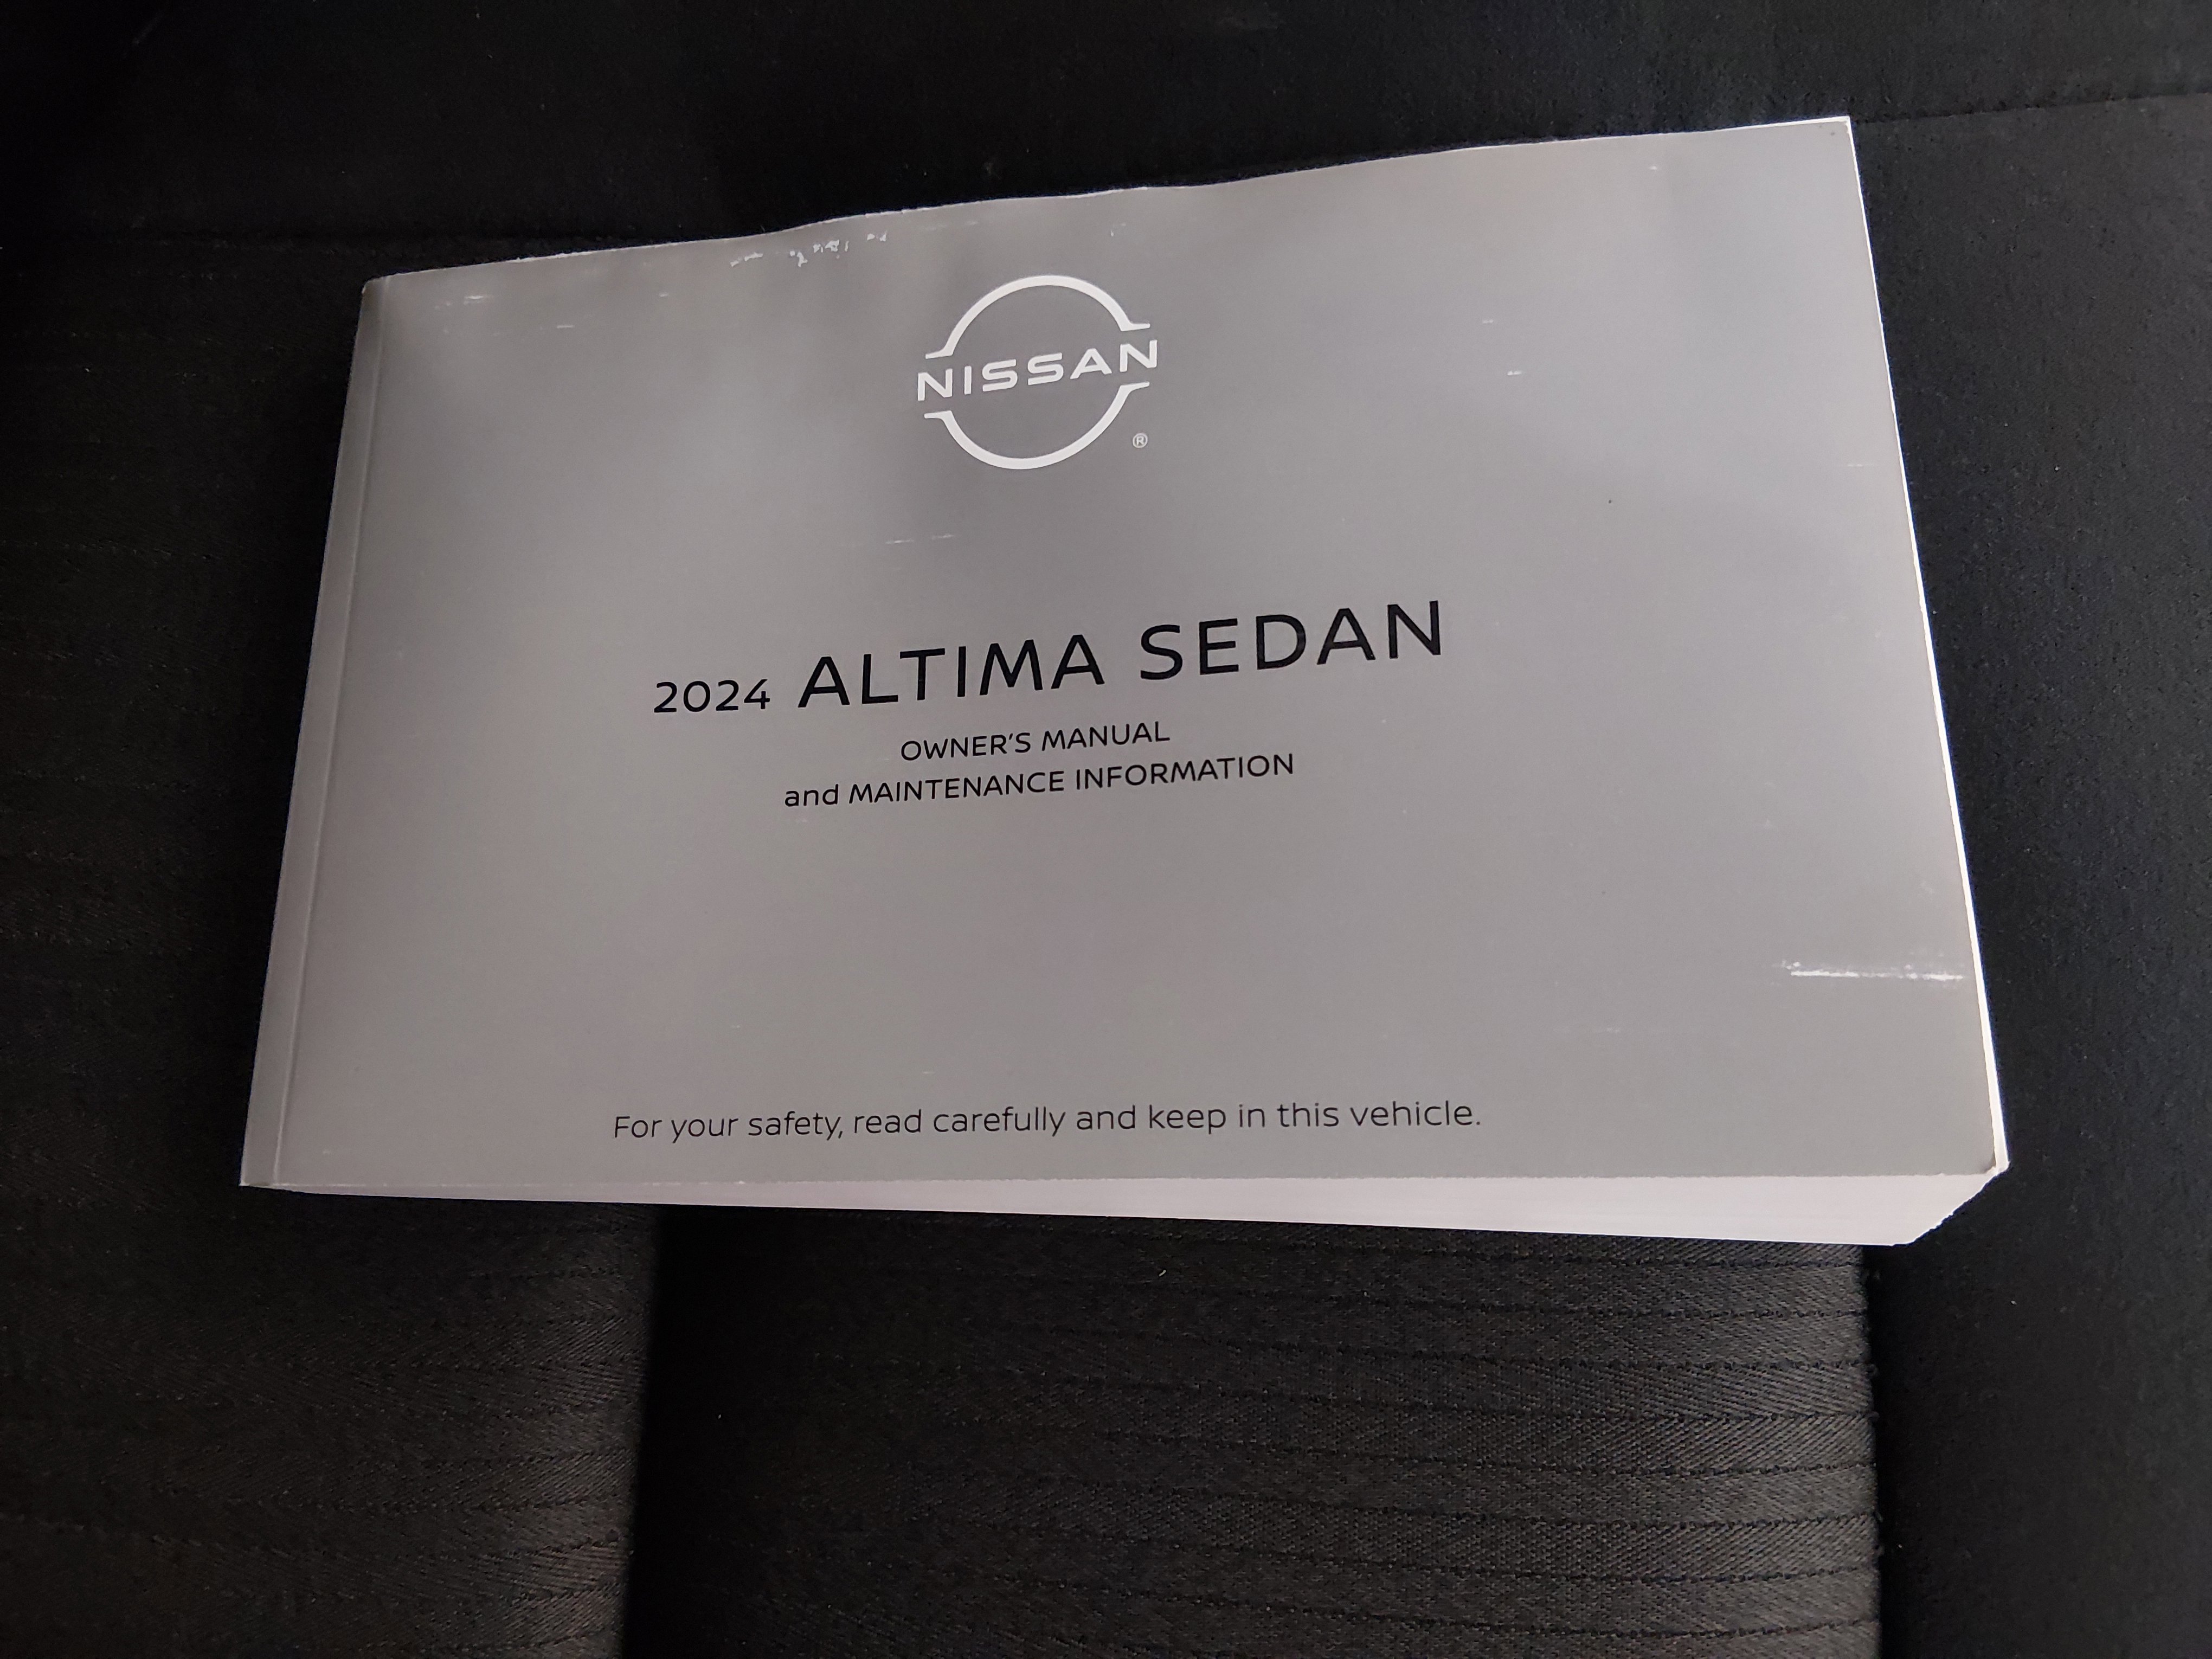 NISSAN
®
2024 ALTIMA SEDAN
OWNER'S MANUAL
and MAINTENANCE INFORMATION
For your safety, read carefully and keep in this vehicle.